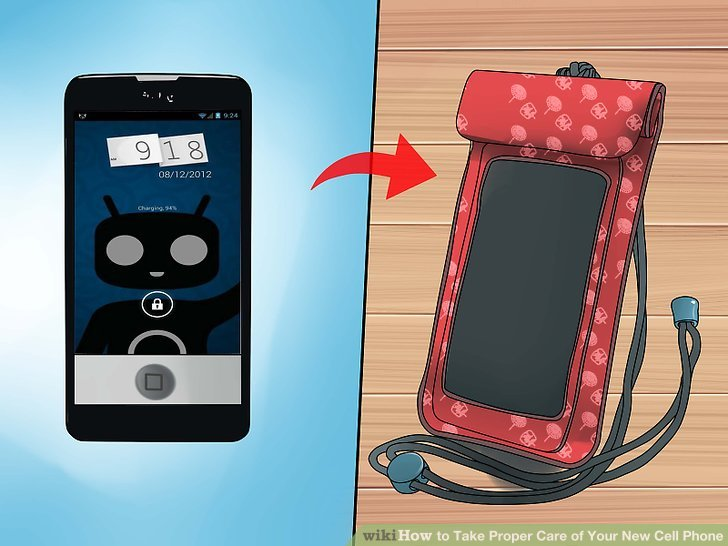 9:24
AM 9 18
08/12/2012
Charging, 94%
wikiHow to Take Proper Care of Your New Cell Phone